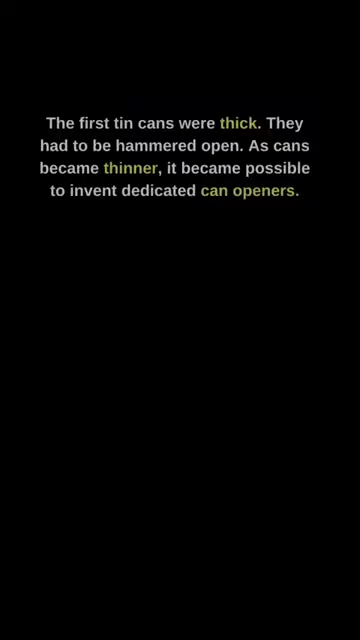 The first tin cans were thick. They
had to be hammered open. As cans
became thinner, it became possible
to invent dedicated can openers.